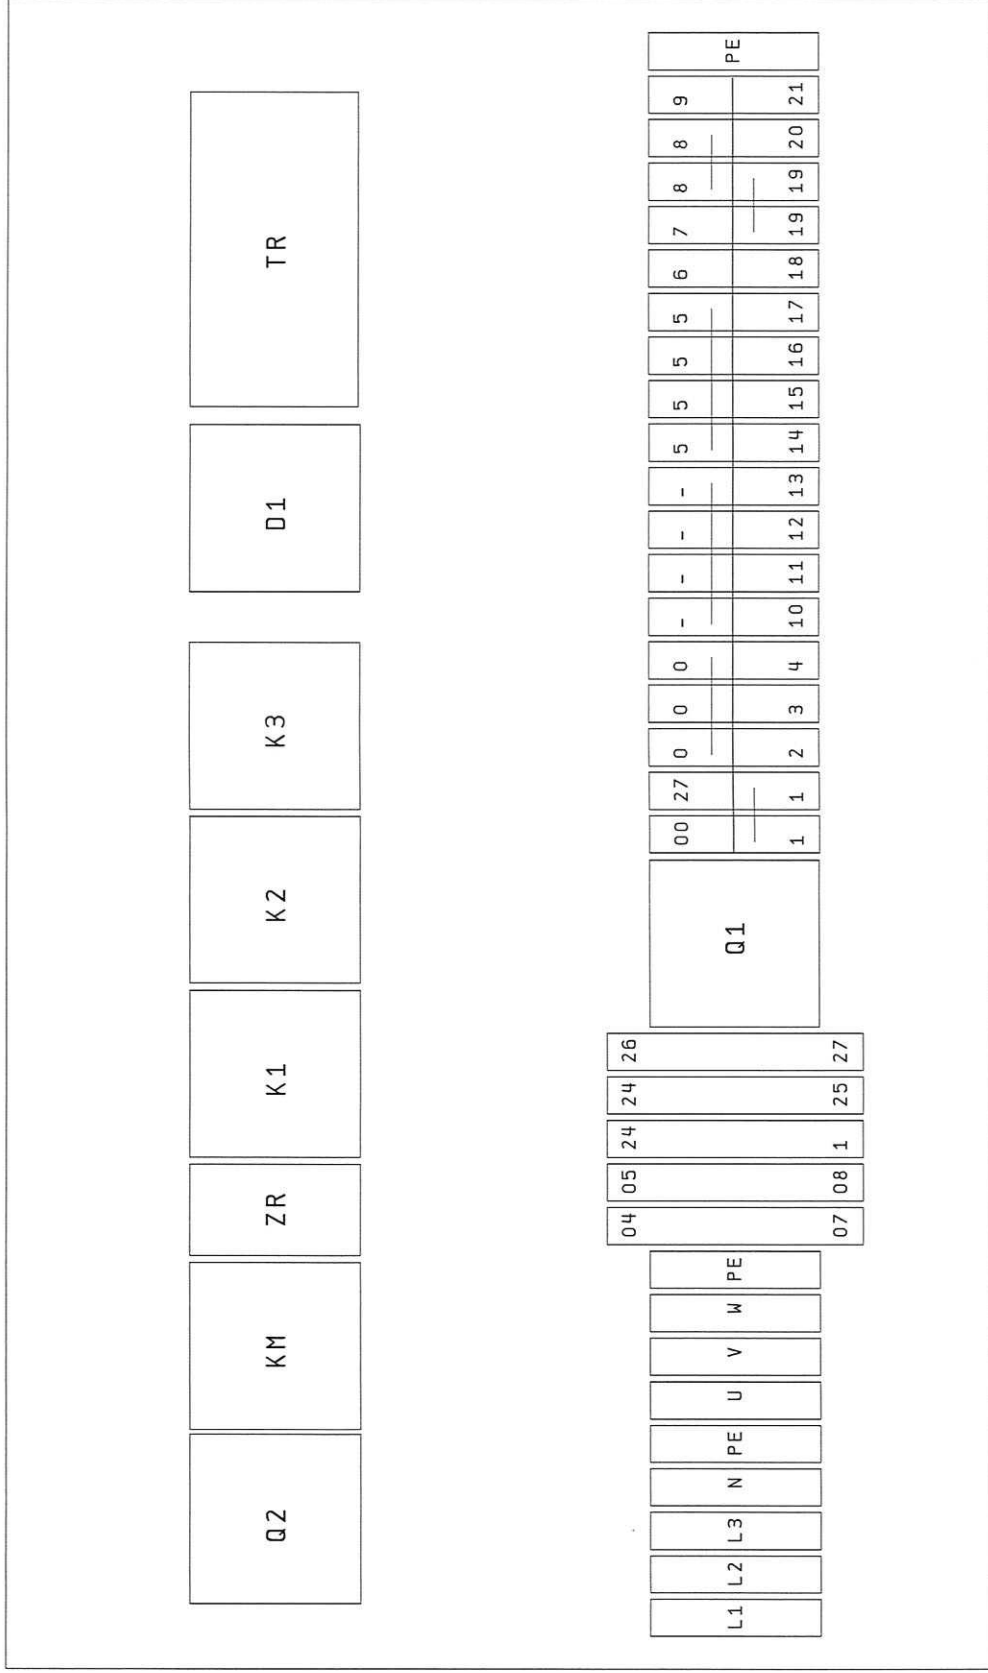 Q2 KM ZR K1 K2 K3 D1 TR
04 05 24 24 26
00 27 0 0 0 - - - - 5 5 5 5 6 7 8 8 9
L1 L2 L3 N PE U V W PE Q1 PE
1 1 2 3 4 10 11 12 13 14 15 16 17 18 19 19 20 21
07 08 1 25 27